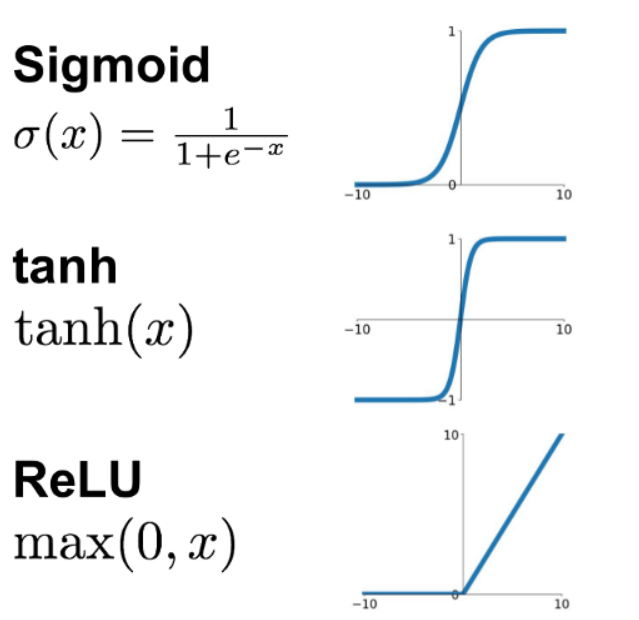 Sigmoid
σ(x) = 1/(1+e^{-x})
1
0
−10
10
tanh
tanh(x)
1
−10
10
−1
ReLU
max(0, x)
10
0
−10
10